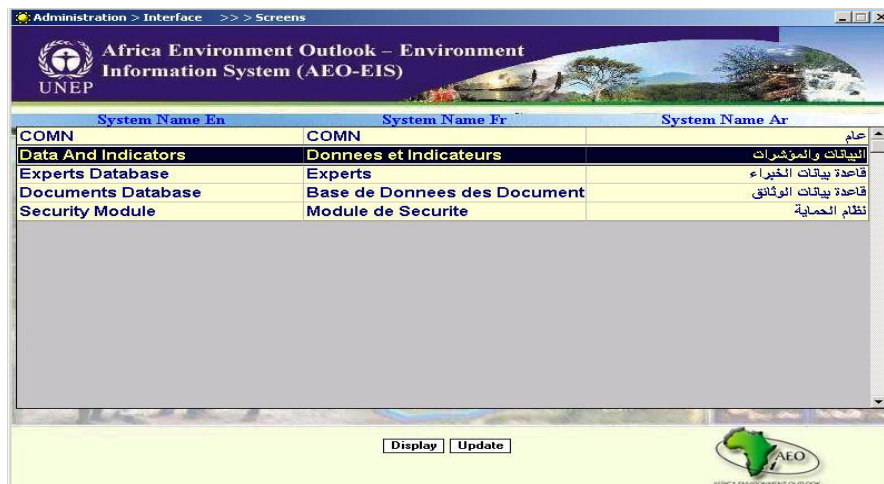 Administration > Interface >> > Screens
Africa Environment Outlook – Environment
Information System (AEO-EIS)
UNEP
System Name En System Name Fr System Name Ar
COMN COMN عام
Data And Indicators Donnees et Indicateurs البيانات والمؤشرات
Experts Database Experts قاعدة بيانات الخبراء
Documents Database Base de Donnees des Document قاعدة بيانات الوثائق
Security Module Module de Securite نظام الحماية
Display Update
AEO
AFRICA ENVIRONMENT OUTLOOK